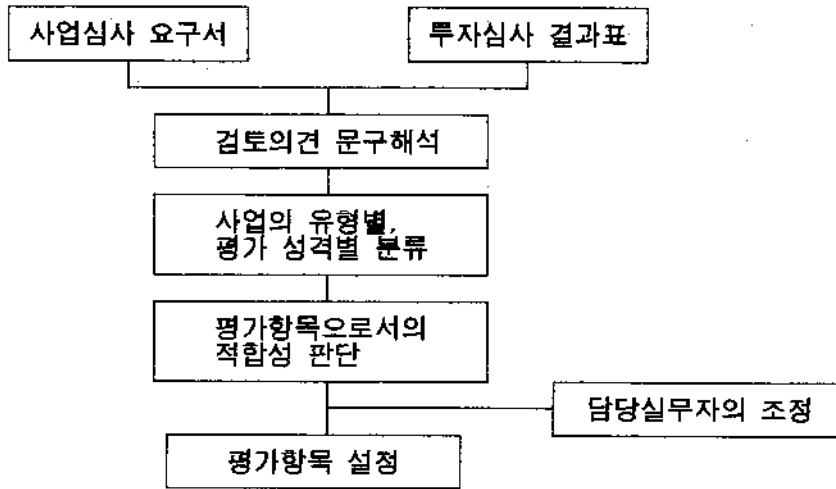 사업심사 요구서
투자심사 결과표
검토의견 문구해석
사업의 유형별,
평가 성격별 분류
평가항목으로서의
적합성 판단
담당실무자의 조정
평가항목 설정